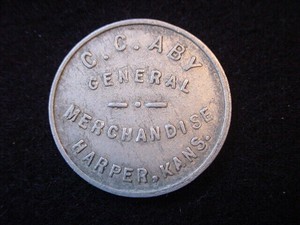 C. C. ABY
GENERAL
MERCHANDISE
HARPER, KANS.